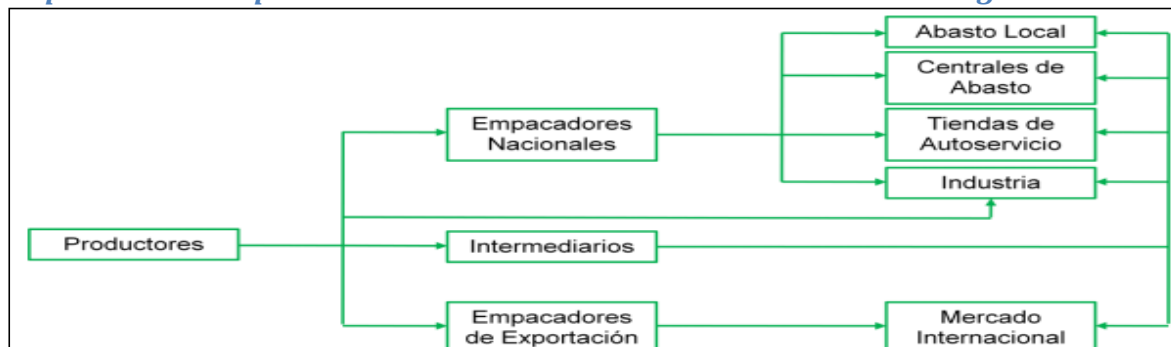 Abasto Local
Centrales de
Abasto
Empacadores
Nacionales
Tiendas de
Autoservicio
Industria
Productores
Intermediarios
Empacadores
de Exportación
Mercado
Internacional